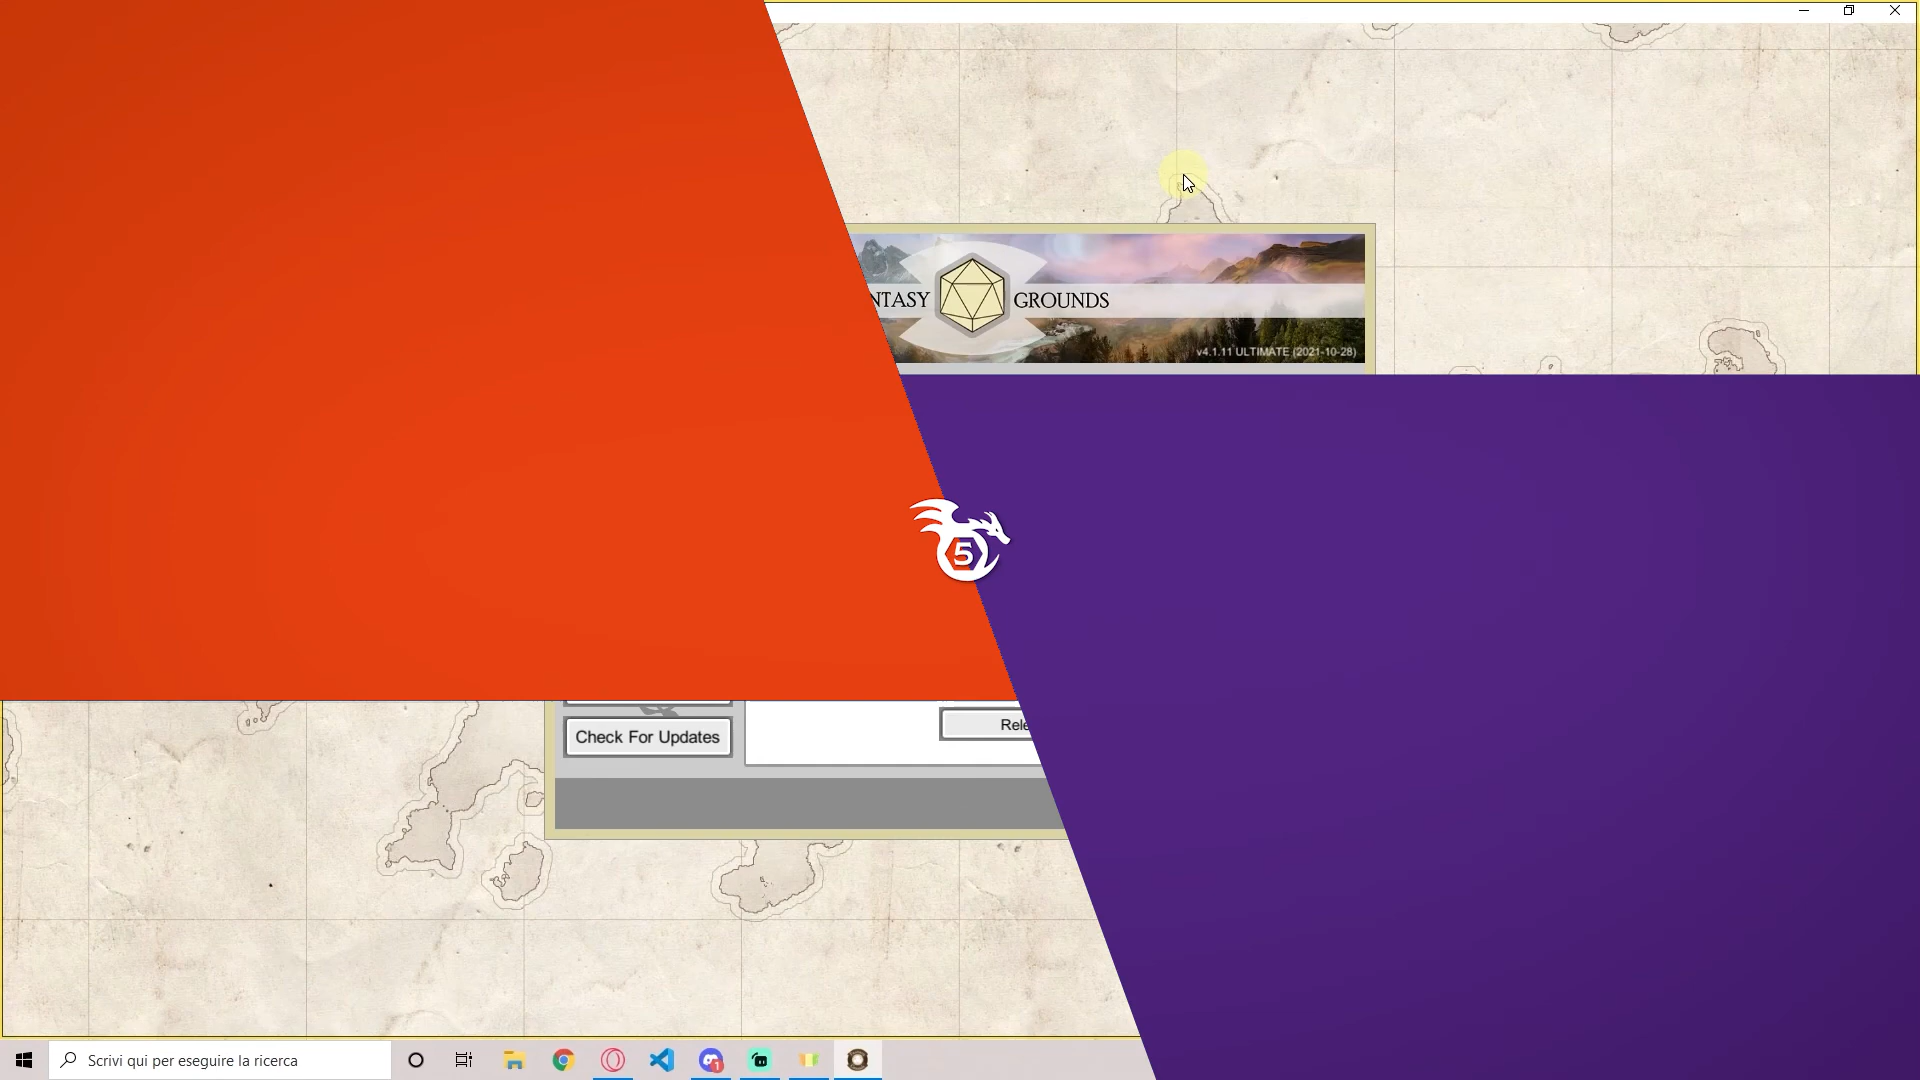 NTASY GROUNDS
v4.1.11 ULTIMATE (2021-10-28)
5
Check For Updates
Rele
Scrivi qui per eseguire la ricerca
1